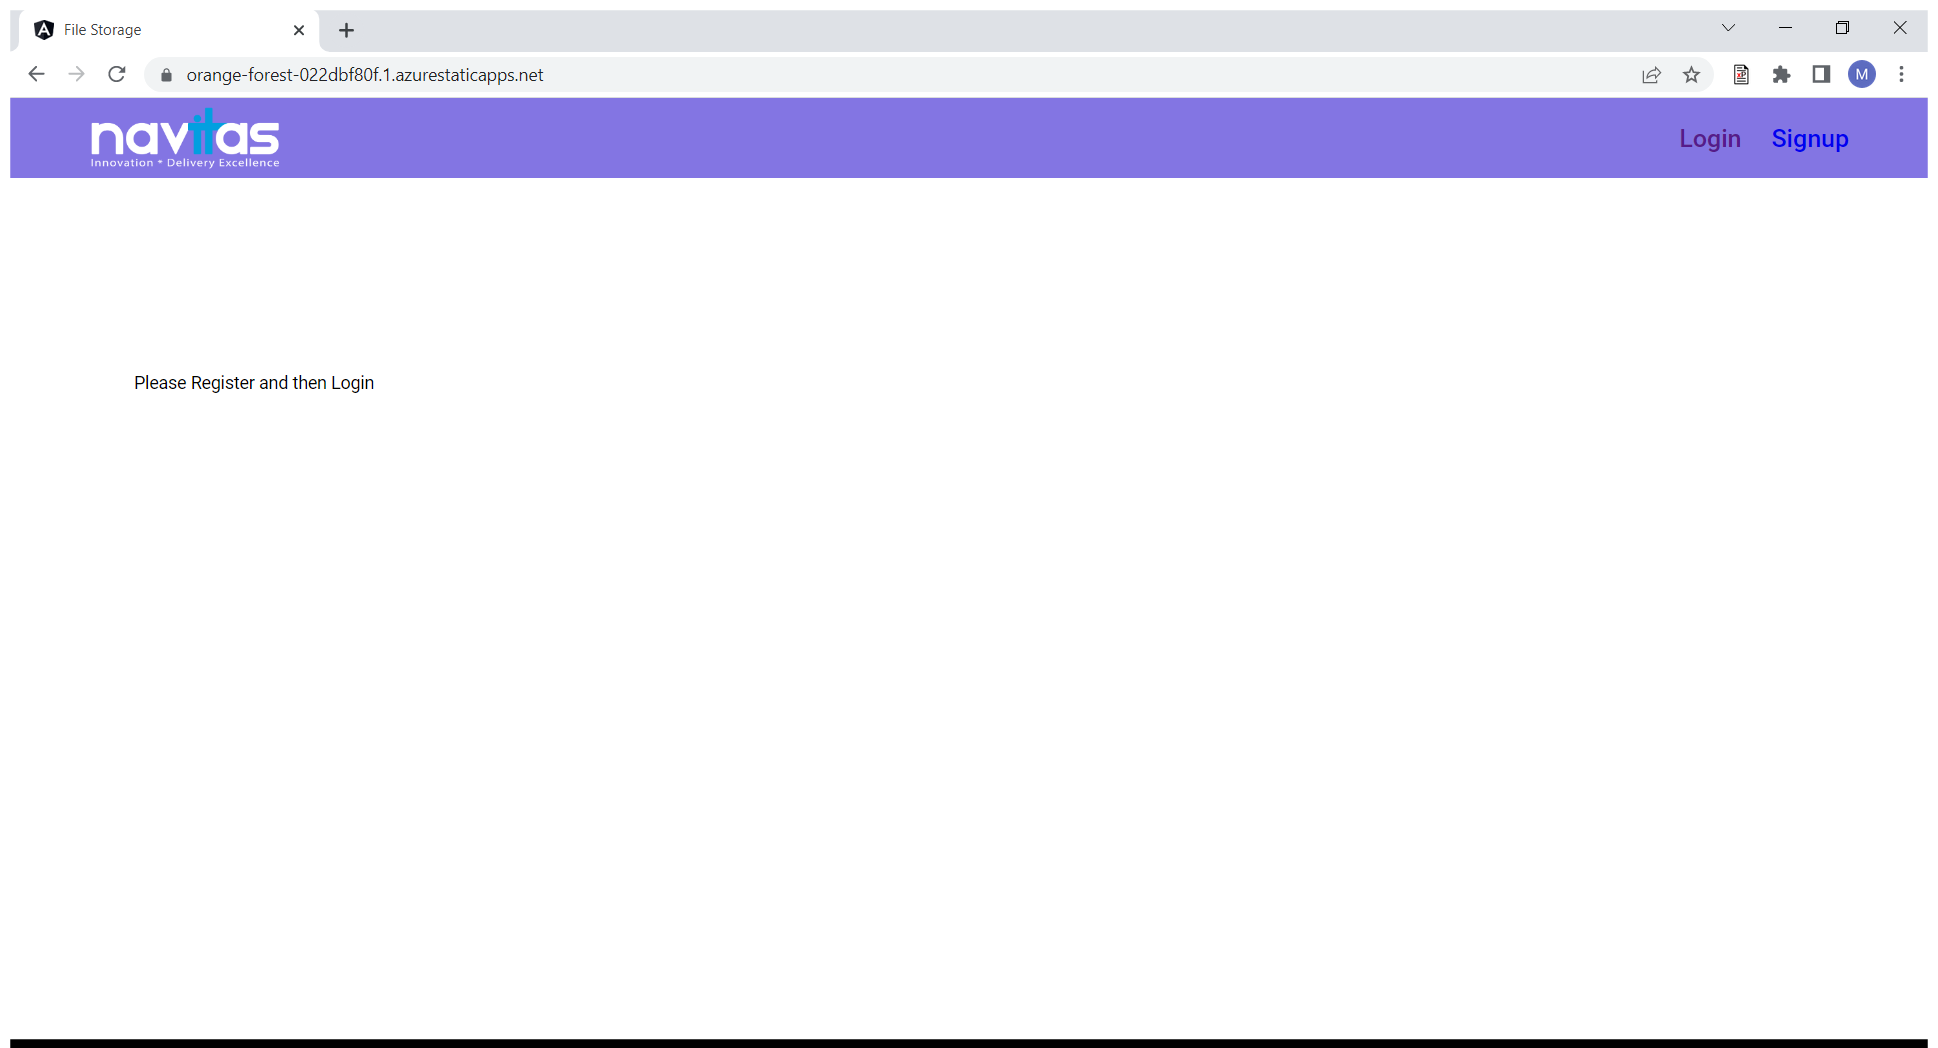 File Storage
orange-forest-022dbf80f.1.azurestaticapps.net
M
navitas
Innovation * Delivery Excellence
Login Signup
Please Register and then Login